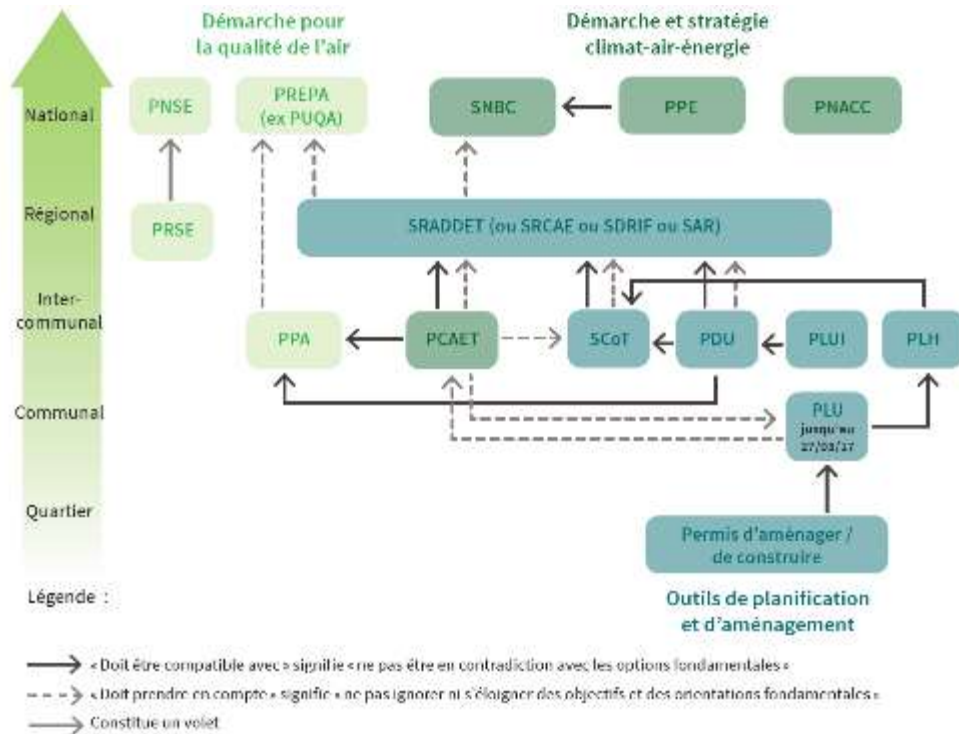 Démarche pour
la qualité de l'air
Démarche et stratégie
climat-air-énergie
National
PNSE
PREPA
(ex PUQA)
SNBC
PPE
PNACC
Régional
PRSE
SRADDET (ou SRCAE ou SDRIF ou SAR)
Inter-
communal
PPA
PCAET
SCoT
PDU
PLUI
PLH
Communal
PLU
jusqu'au
27/03/17
Quartier
Permis d'aménager /
de construire
Légende :
Outils de planification
et d'aménagement
« Doit être compatible avec » signifie « ne pas être en contradiction avec les options fondamentales »
« Doit prendre en compte » signifie « ne pas ignorer ni s'éloigner des objectifs et des orientations fondamentales »
Constitue un volet